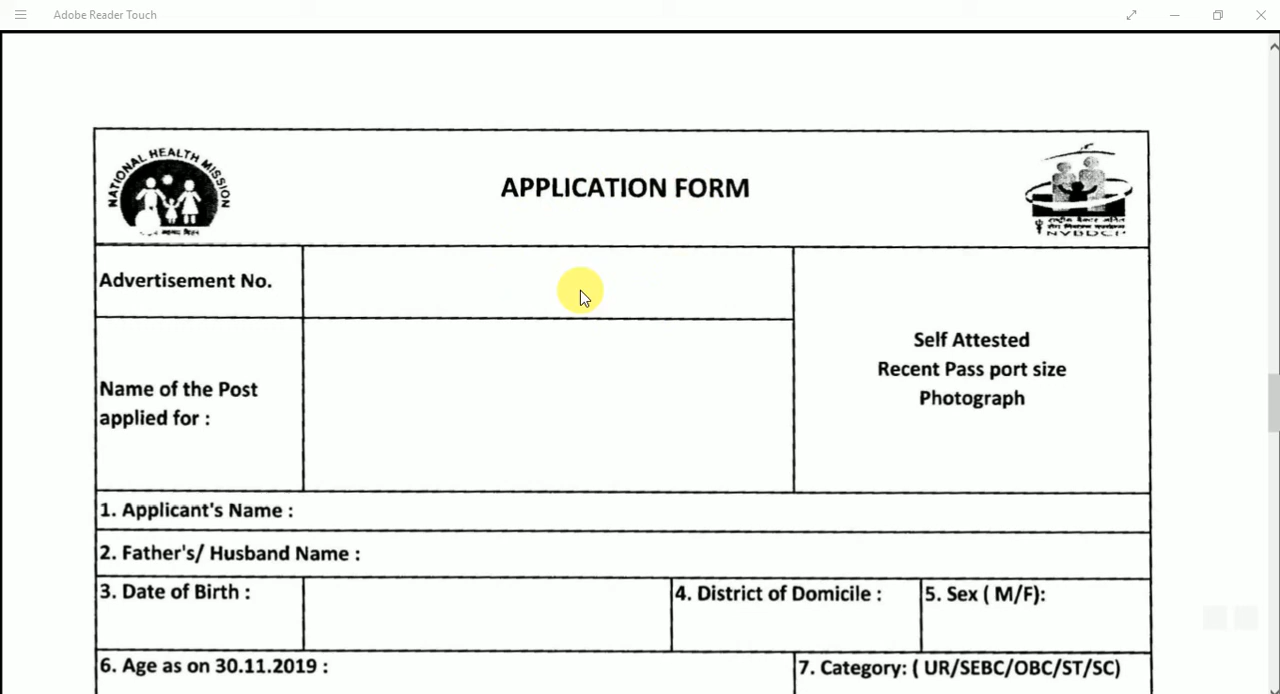 Adobe Reader Touch
NATIONAL HEALTH MISSION
APPLICATION FORM
NVBDCP
Advertisement No.
Self Attested
Recent Pass port size
Photograph
Name of the Post
applied for :
1. Applicant's Name :
2. Father's/ Husband Name :
3. Date of Birth :
4. District of Domicile :
5. Sex ( M/F):
6. Age as on 30.11.2019 :
7. Category: ( UR/SEBC/OBC/ST/SC)